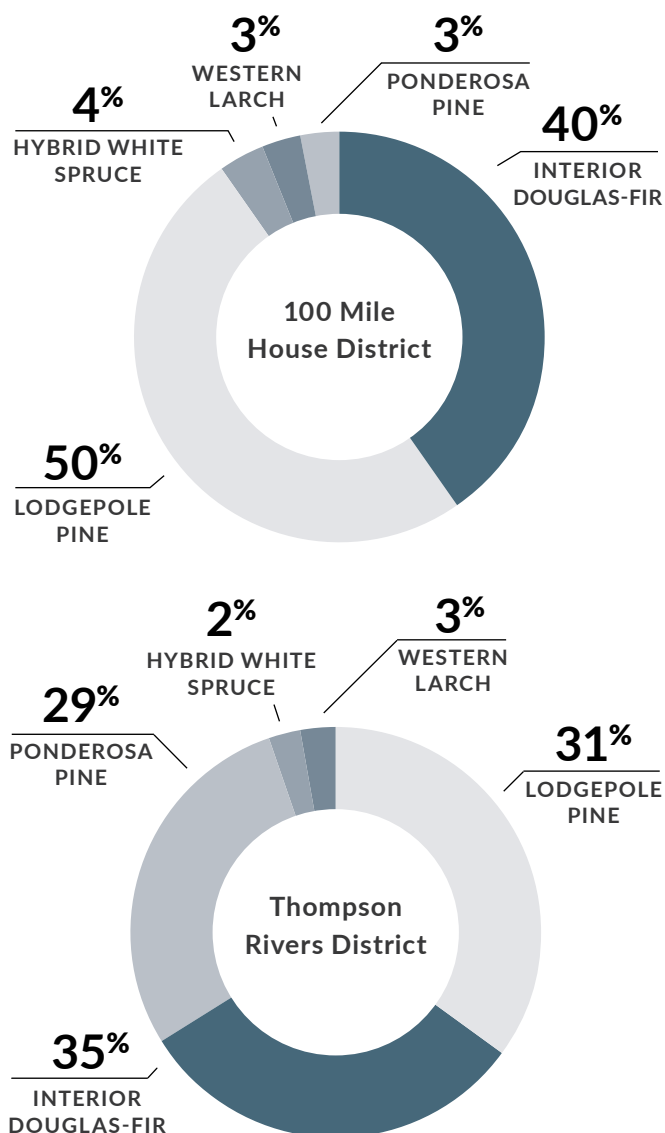 3%
WESTERN
LARCH
3%
PONDEROSA
PINE
4%
HYBRID WHITE
SPRUCE
40%
INTERIOR
DOUGLAS-FIR
100 Mile
House District
50%
LODGEPOLE
PINE
2%
HYBRID WHITE
SPRUCE
3%
WESTERN
LARCH
29%
PONDEROSA
PINE
31%
LODGEPOLE
PINE
Thompson
Rivers District
35%
INTERIOR
DOUGLAS-FIR